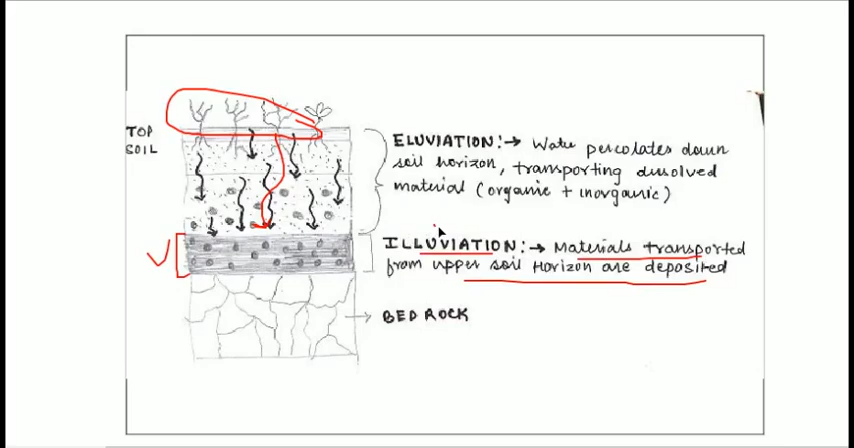 TOP
SOIL
ELUVIATION:→ Water percolates down
soil horizon, transporting dissolved
material (organic + inorganic)
ILLUVIATION:→ Materials transported
from upper soil Horizon are deposited
BED ROCK